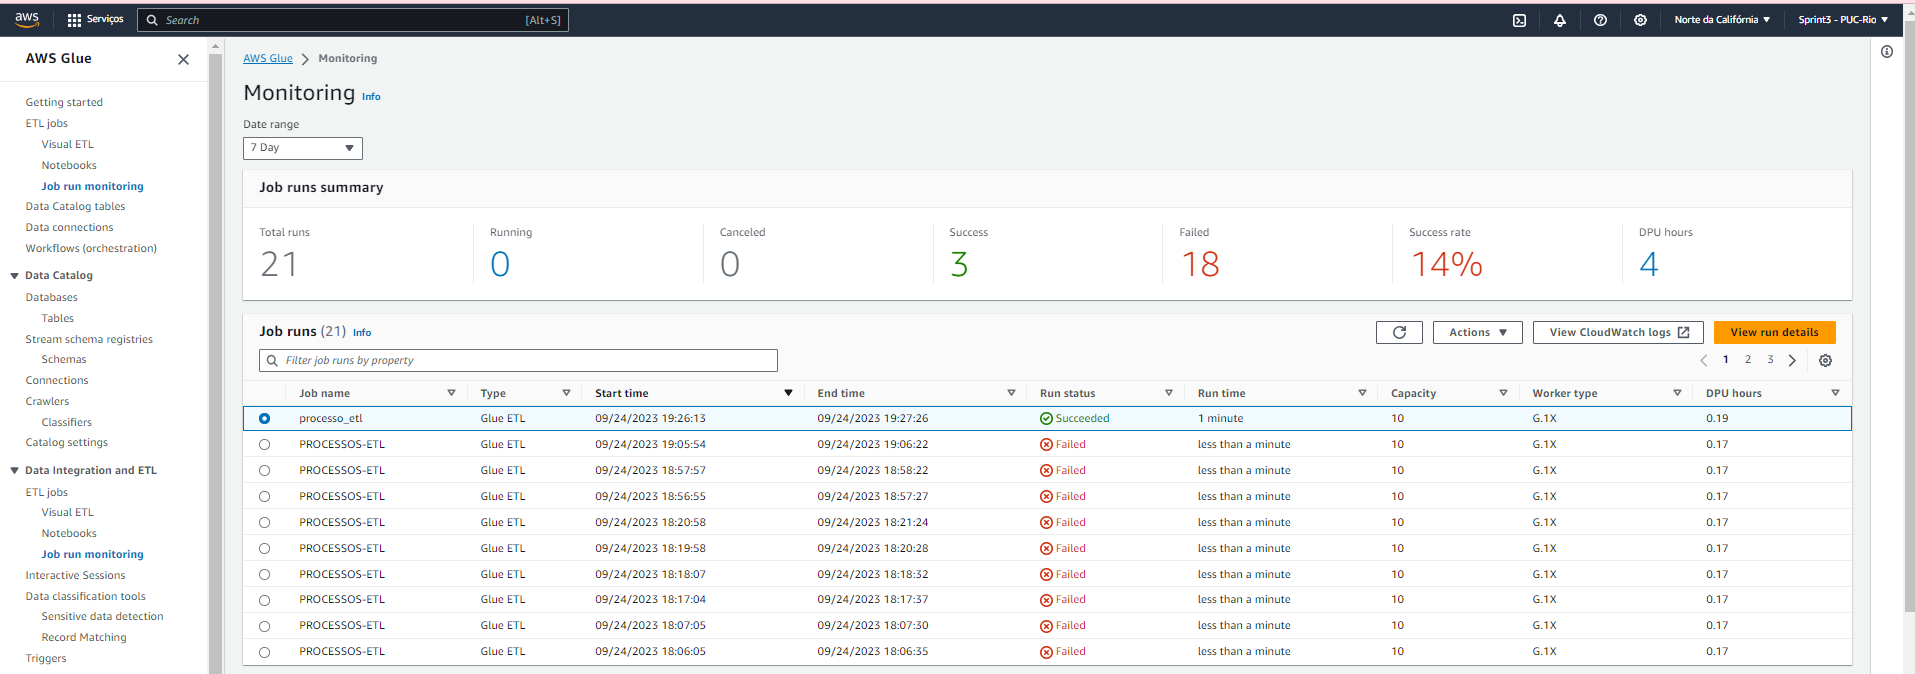 aws Serviços Search [Alt+S] Norte da Califórnia Sprint3 - PUC-Rio
AWS Glue
Getting started
ETL jobs
Visual ETL
Notebooks
Job run monitoring
Data Catalog tables
Data connections
Workflows (orchestration)
Data Catalog
Databases
Tables
Stream schema registries
Schemas
Connections
Crawlers
Classifiers
Catalog settings
Data Integration and ETL
ETL jobs
Visual ETL
Notebooks
Job run monitoring
Interactive Sessions
Data classification tools
Sensitive data detection
Record Matching
Triggers
AWS Glue Monitoring
Monitoring Info
Date range
7 Day
Job runs summary
Total runs Running Canceled Success Failed Success rate DPU hours
21 0 0 3 18 14% 4
Job runs (21) Info Actions View CloudWatch logs View run details
Filter job runs by property 1 2 3
Job name Type Start time End time Run status Run time Capacity Worker type DPU hours
processo_etl Glue ETL 09/24/2023 19:26:13 09/24/2023 19:27:26 Succeeded 1 minute 10 G.1X 0.19
PROCESSOS-ETL Glue ETL 09/24/2023 19:05:54 09/24/2023 19:06:22 Failed less than a minute 10 G.1X 0.17
PROCESSOS-ETL Glue ETL 09/24/2023 18:57:57 09/24/2023 18:58:22 Failed less than a minute 10 G.1X 0.17
PROCESSOS-ETL Glue ETL 09/24/2023 18:56:55 09/24/2023 18:57:27 Failed less than a minute 10 G.1X 0.17
PROCESSOS-ETL Glue ETL 09/24/2023 18:20:58 09/24/2023 18:21:24 Failed less than a minute 10 G.1X 0.17
PROCESSOS-ETL Glue ETL 09/24/2023 18:19:58 09/24/2023 18:20:28 Failed less than a minute 10 G.1X 0.17
PROCESSOS-ETL Glue ETL 09/24/2023 18:18:07 09/24/2023 18:18:32 Failed less than a minute 10 G.1X 0.17
PROCESSOS-ETL Glue ETL 09/24/2023 18:17:04 09/24/2023 18:17:37 Failed less than a minute 10 G.1X 0.17
PROCESSOS-ETL Glue ETL 09/24/2023 18:07:05 09/24/2023 18:07:30 Failed less than a minute 10 G.1X 0.17
PROCESSOS-ETL Glue ETL 09/24/2023 18:06:05 09/24/2023 18:06:35 Failed less than a minute 10 G.1X 0.17